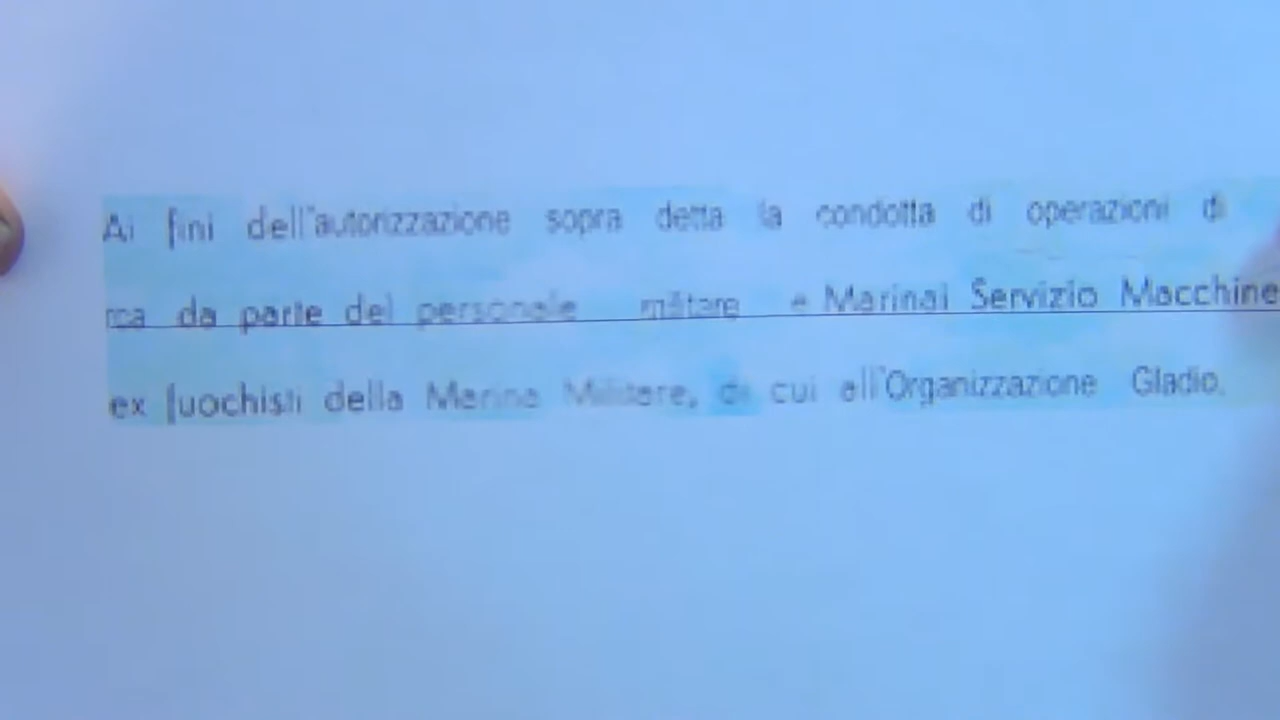 Ai fini dell'autorizzazione sopra detta la condotta di operazioni di
rca da parte del personale militare e Marinai Servizio Macchine
ex fuochisti della Marina Militare, di cui all'Organizzazione Gladio.